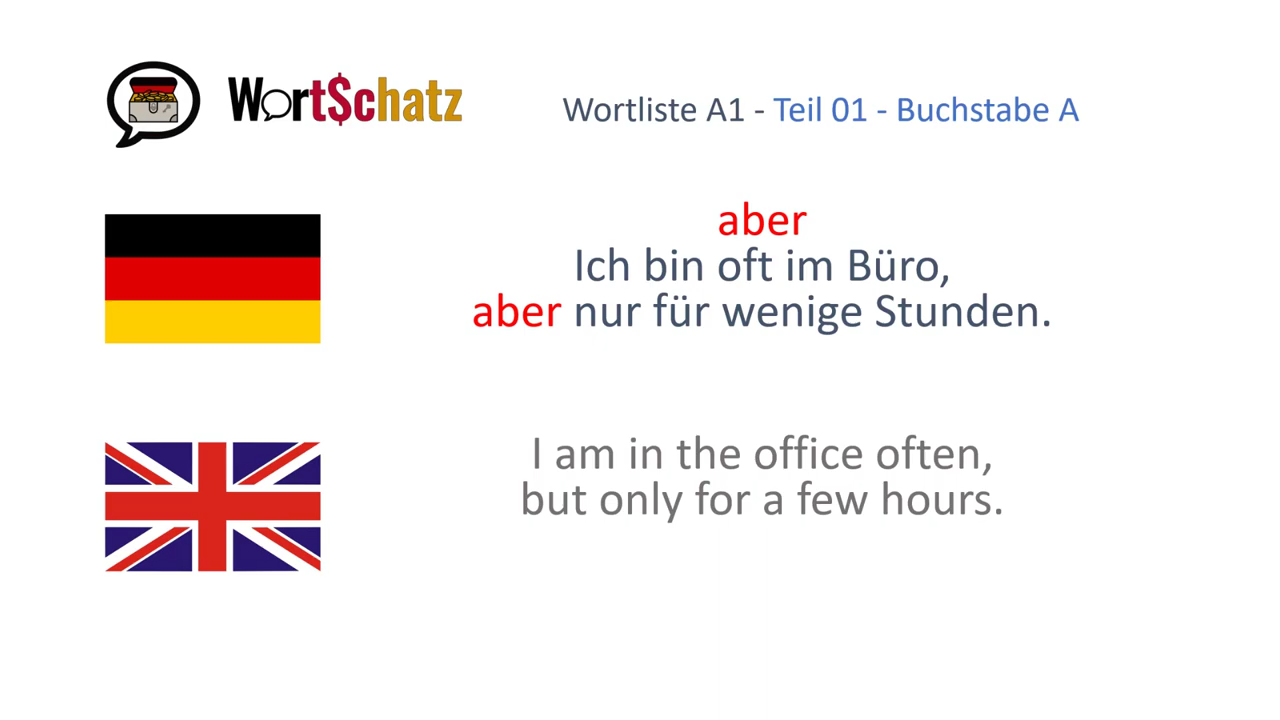 WortSchatz
Wortliste A1 - Teil 01 - Buchstabe A
aber
Ich bin oft im Büro,
aber nur für wenige Stunden.
I am in the office often,
but only for a few hours.